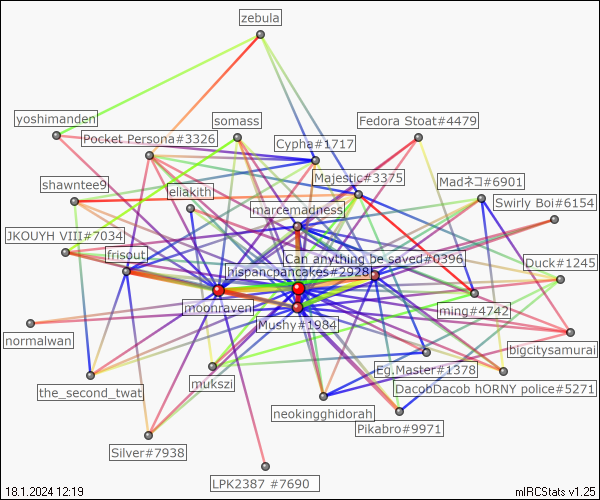 zebula
yoshimanden
somass
Fedora Stoat#4479
Pocket Persona#3326
Cypha#1717
Majestic#3375
Madネコ#6901
shawntee9
eliakith
Swirly Boi#6154
marcemadness
JKOUYH VIII#7034
frisout
Can anything be saved#0396
hispancpancakes#2928
Duck#1245
moonraven
ming#4742
Mushy#1984
normalwan
bigcitysamurai
Eg.Master#1378
the_second_twat
mukszi
DacobDacob hORNY police#5271
neokingghidorah
Pikabro#9971
Silver#7938
LPK2387 #7690
18.1.2024 12:19
mIRCStats v1.25